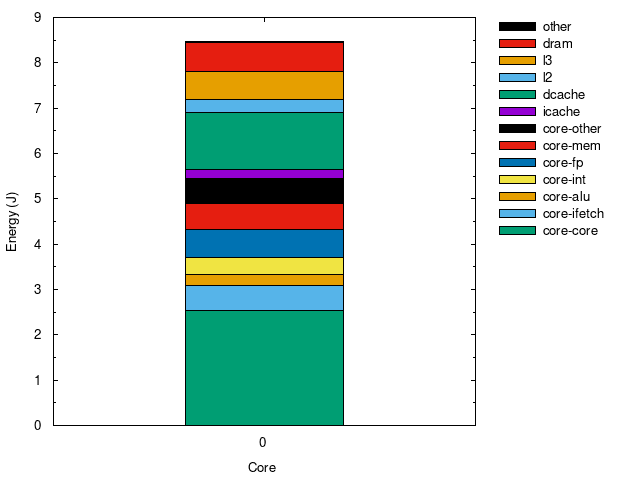 9
8
7
6
5
4
3
2
1
0
Energy (J)
0
Core
other
dram
l3
l2
dcache
icache
core-other
core-mem
core-fp
core-int
core-alu
core-ifetch
core-core